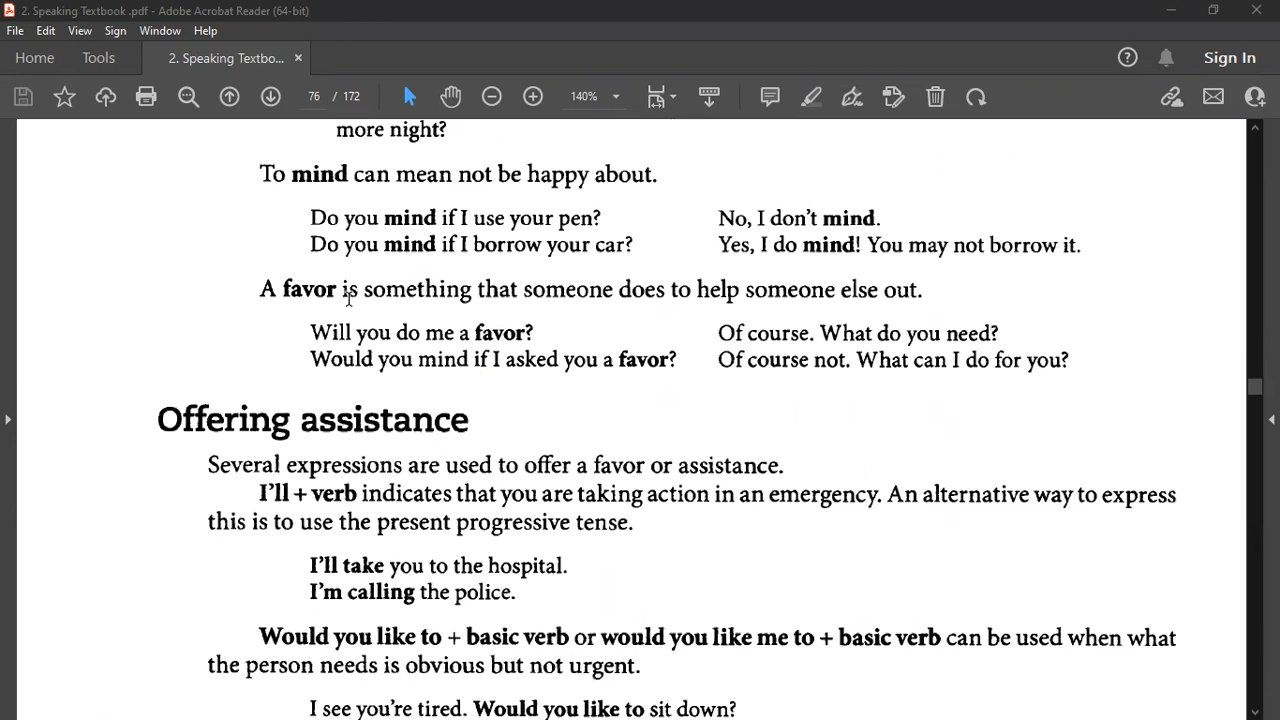 2. Speaking Textbook .pdf - Adobe Acrobat Reader (64-bit)
File Edit View Sign Window Help
Home Tools 2. Speaking Textbo... × Sign In
76 / 172 140%
more night?
To mind can mean not be happy about.
Do you mind if I use your pen? No, I don't mind.
Do you mind if I borrow your car? Yes, I do mind! You may not borrow it.
A favor is something that someone does to help someone else out.
Will you do me a favor? Of course. What do you need?
Would you mind if I asked you a favor? Of course not. What can I do for you?
Offering assistance
Several expressions are used to offer a favor or assistance.
I'll + verb indicates that you are taking action in an emergency. An alternative way to express
this is to use the present progressive tense.
I'll take you to the hospital.
I'm calling the police.
Would you like to + basic verb or would you like me to + basic verb can be used when what
the person needs is obvious but not urgent.
I see you're tired. Would you like to sit down?